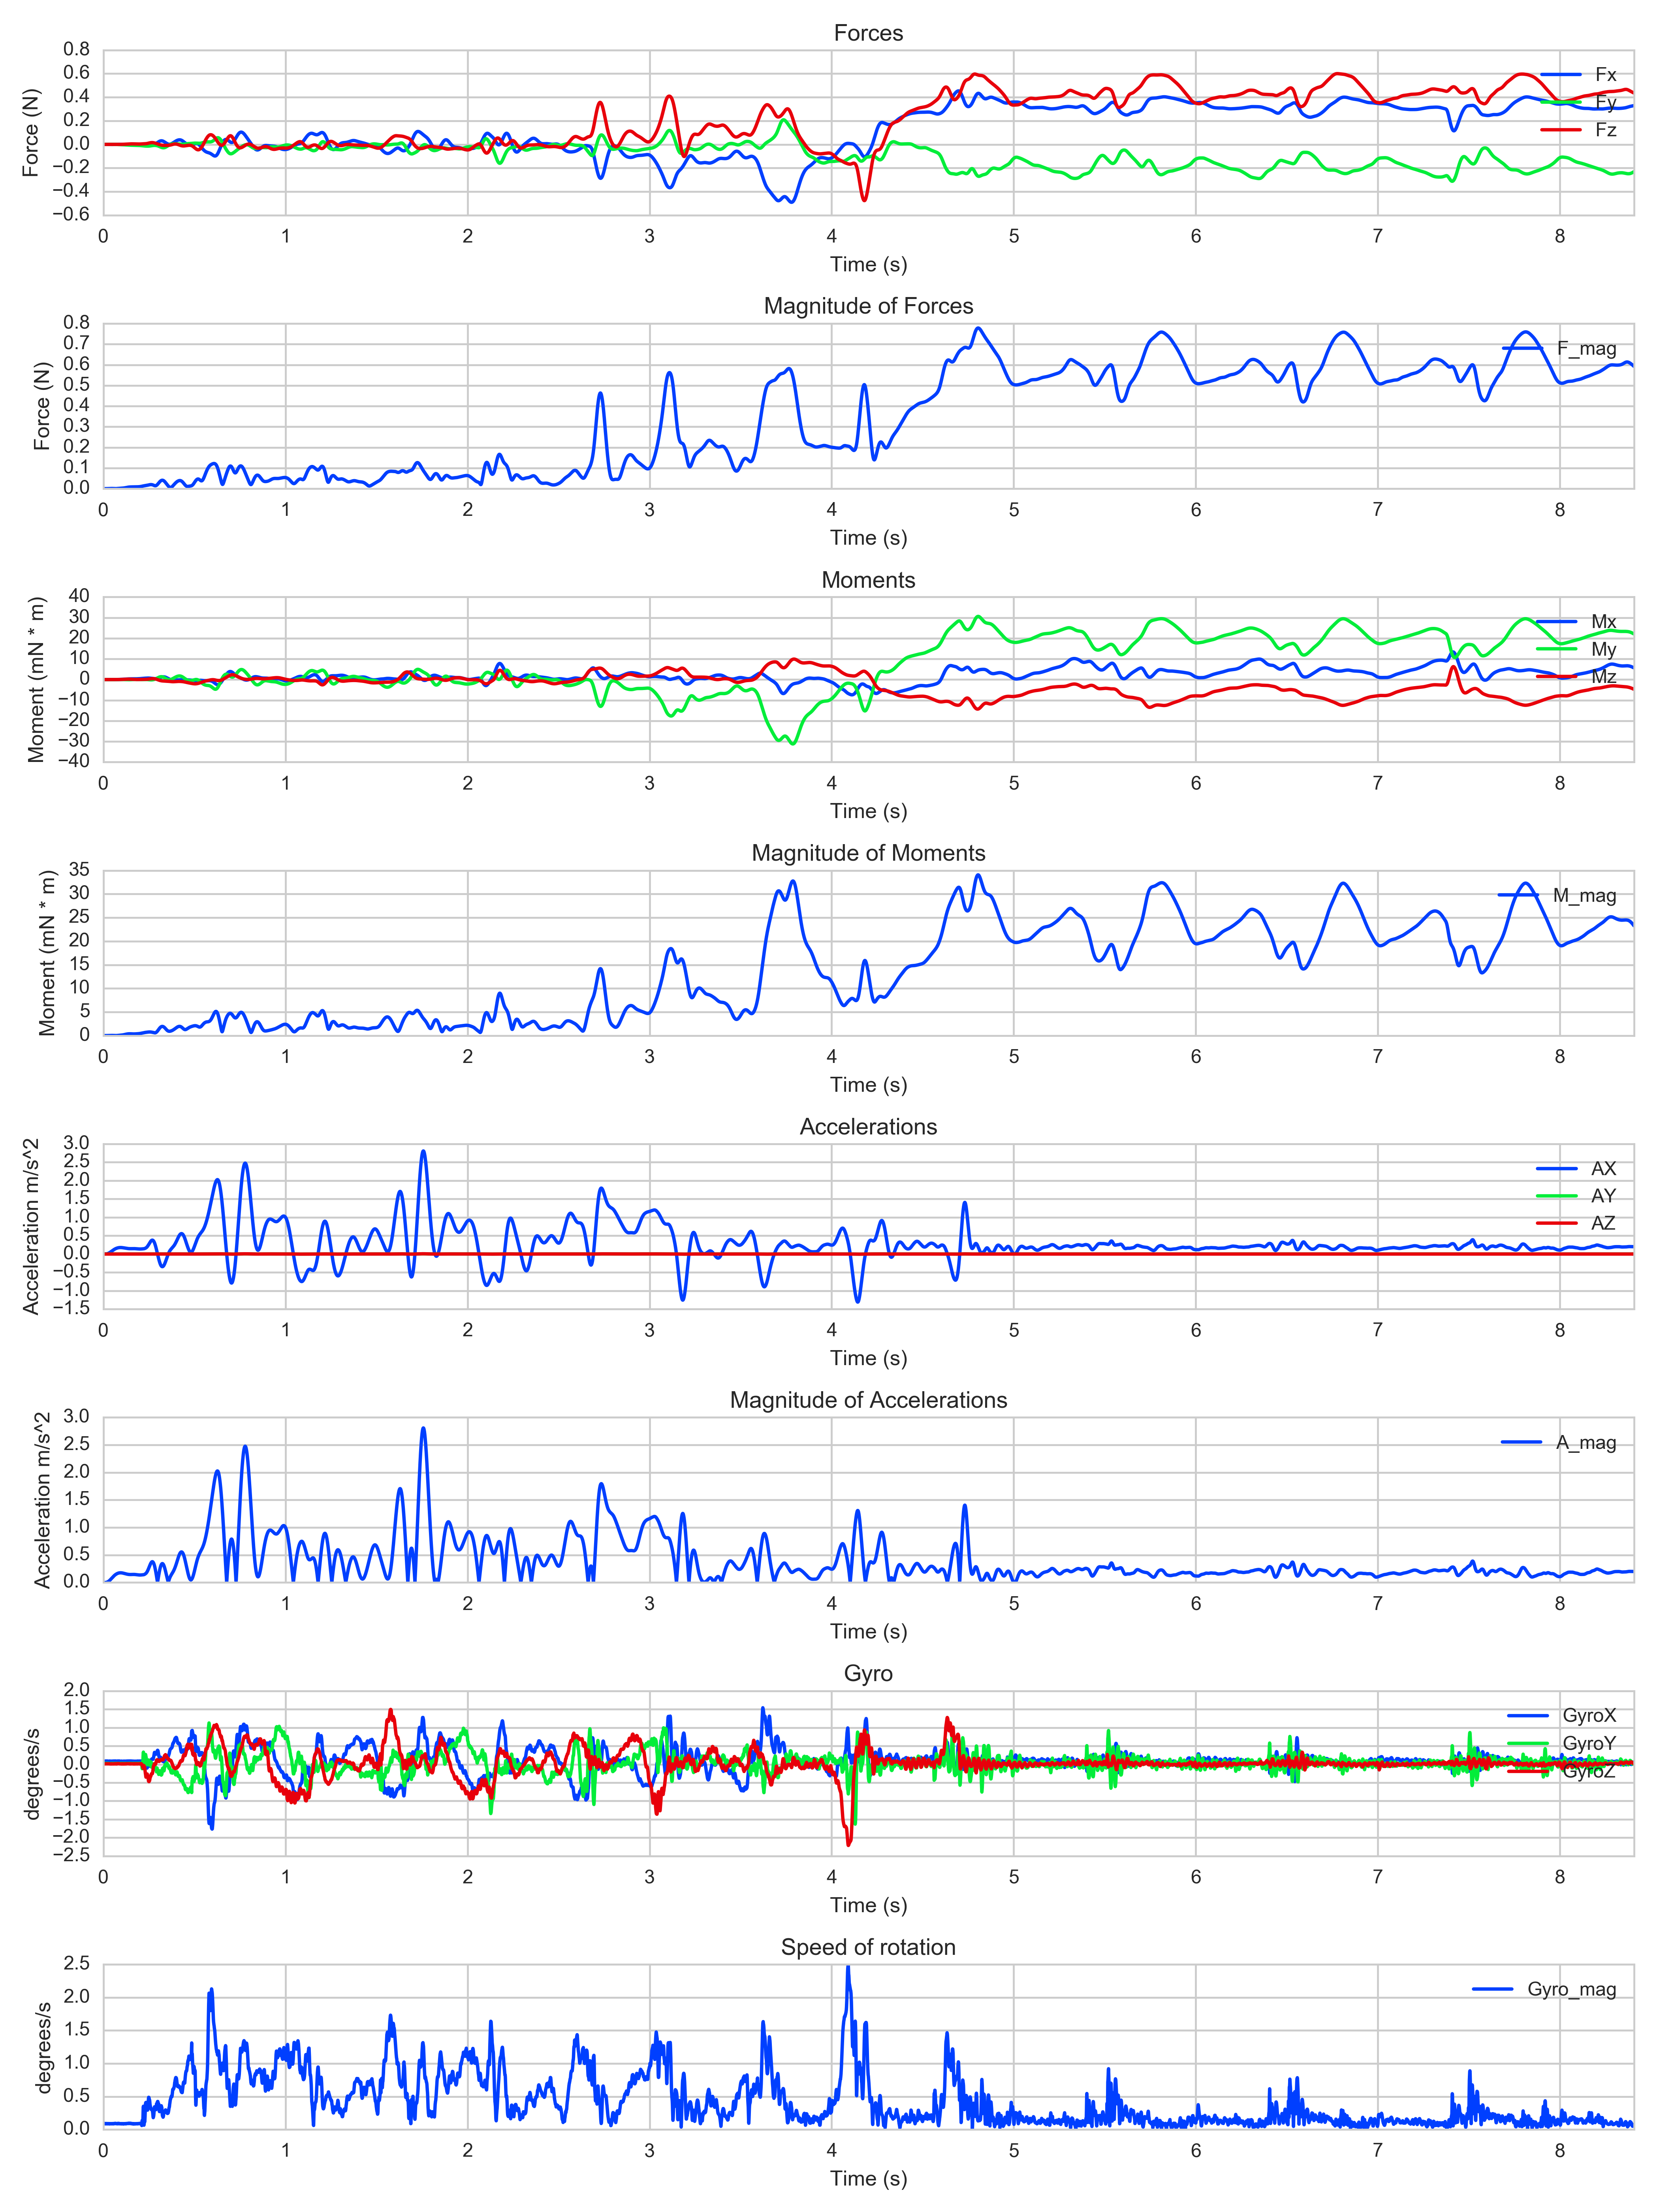 Forces
Force (N)
0.8
0.6
0.4
0.2
0.0
−0.2
−0.4
−0.6
Fx
Fy
Fz
0 1 2 3 4 5 6 7 8
Time (s)
Magnitude of Forces
Force (N)
0.8
0.7
0.6
0.5
0.4
0.3
0.2
0.1
0.0
F_mag
0 1 2 3 4 5 6 7 8
Time (s)
Moments
Moment (mN * m)
40
30
20
10
0
−10
−20
−30
−40
Mx
My
Mz
0 1 2 3 4 5 6 7 8
Time (s)
Magnitude of Moments
Moment (mN * m)
35
30
25
20
15
10
5
0
M_mag
0 1 2 3 4 5 6 7 8
Time (s)
Accelerations
Acceleration m/s^2
3.0
2.5
2.0
1.5
1.0
0.5
0.0
−0.5
−1.0
−1.5
AX
AY
AZ
0 1 2 3 4 5 6 7 8
Time (s)
Magnitude of Accelerations
Acceleration m/s^2
3.0
2.5
2.0
1.5
1.0
0.5
0.0
A_mag
0 1 2 3 4 5 6 7 8
Time (s)
Gyro
degrees/s
2.0
1.5
1.0
0.5
0.0
−0.5
−1.0
−1.5
−2.0
−2.5
GyroX
GyroY
GyroZ
0 1 2 3 4 5 6 7 8
Time (s)
Speed of rotation
degrees/s
2.5
2.0
1.5
1.0
0.5
0.0
Gyro_mag
0 1 2 3 4 5 6 7 8
Time (s)